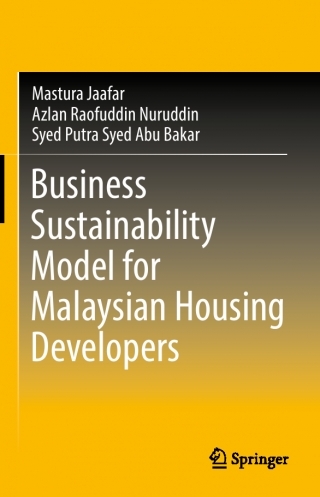 Mastura Jaafar
Azlan Raofuddin Nuruddin
Syed Putra Syed Abu Bakar
Business
Sustainability
Model for
Malaysian Housing
Developers
Springer